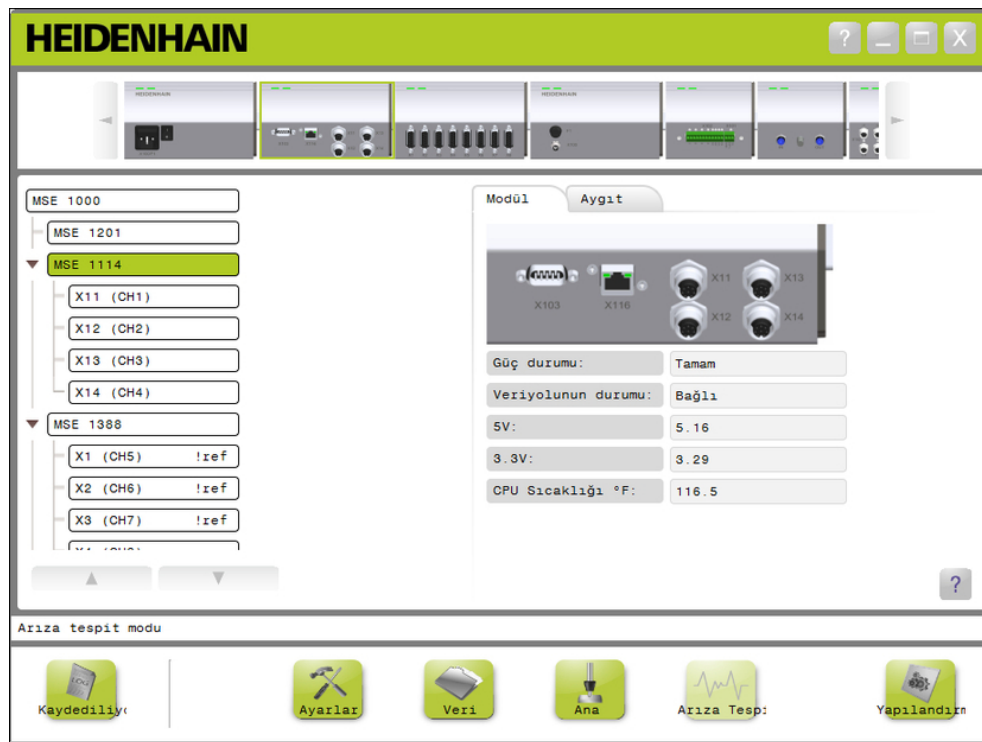 HEIDENHAIN
?
X
HEIDENHAIN
HEIDENHAIN
MSE 1000
MSE 1201
MSE 1114
X11 (CH1)
X12 (CH2)
X13 (CH3)
X14 (CH4)
MSE 1388
X1 (CH5) !ref
X2 (CH6) !ref
X3 (CH7) !ref
Modül
Aygıt
X103
X116
X11
X13
X12
X14
Güç durumu: Tamam
Veriyolunun durumu: Bağlı
5V: 5.16
3.3V: 3.29
CPU Sıcaklığı °F: 116.5
?
Arıza tespit modu
LOG
Kaydediliy
Ayarlar
Veri
Ana
Arıza Tesp
Yapılandır